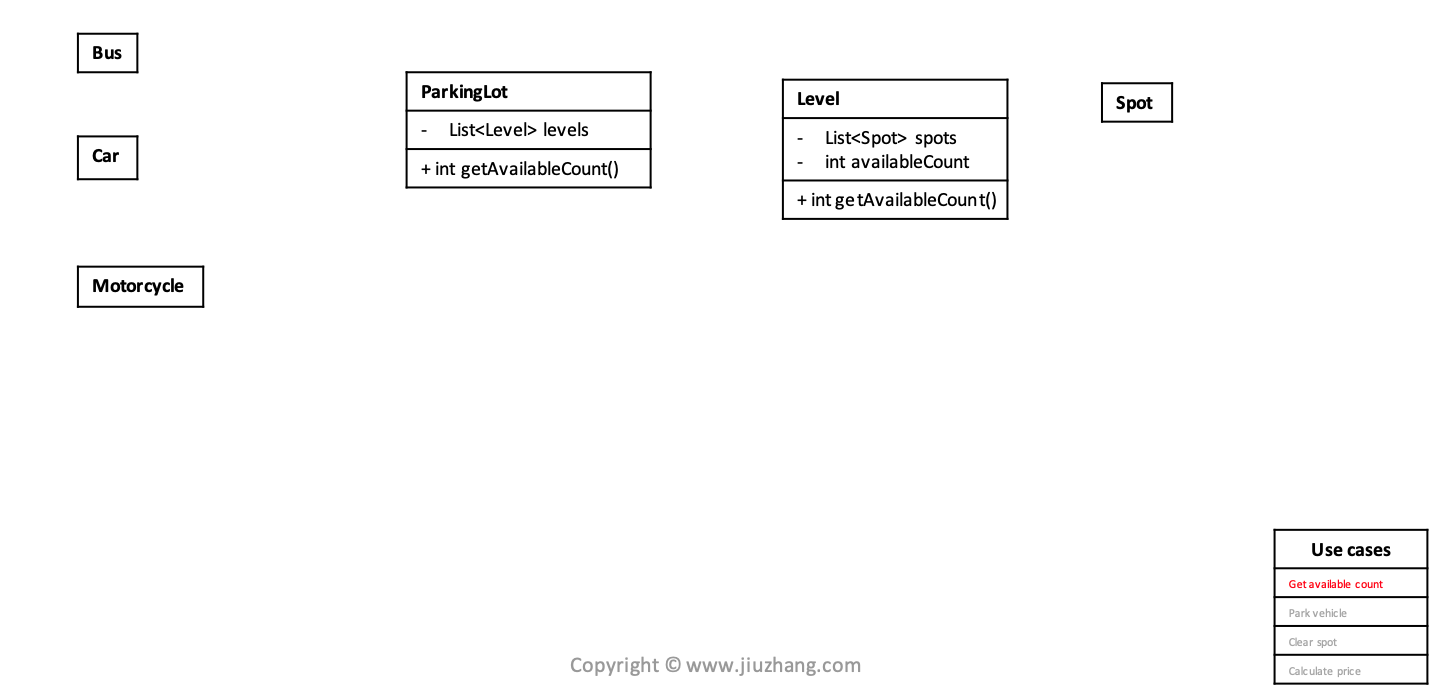 Bus
Car
Motorcycle
ParkingLot
- List<Level> levels
+ int getAvailableCount()
Level
- List<Spot> spots
- int availableCount
+ int getAvailableCount()
Spot
Use cases
Get available count
Park vehicle
Clear spot
Calculate price
Copyright © www.jiuzhang.com